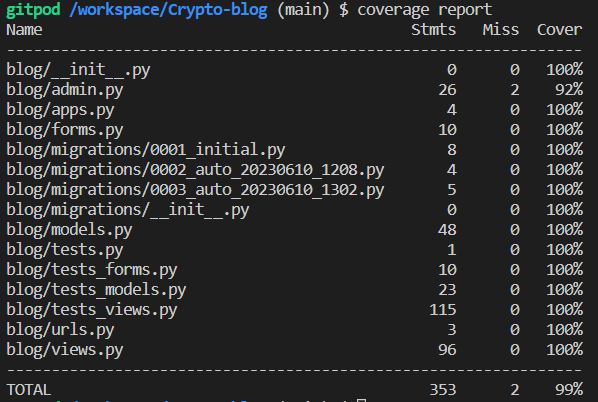 gitpod /workspace/Crypto-blog (main) $ coverage report
Name Stmts Miss Cover
---------------------------------------------------------------
blog/__init__.py 0 0 100%
blog/admin.py 26 2 92%
blog/apps.py 4 0 100%
blog/forms.py 10 0 100%
blog/migrations/0001_initial.py 8 0 100%
blog/migrations/0002_auto_20230610_1208.py 4 0 100%
blog/migrations/0003_auto_20230610_1302.py 5 0 100%
blog/migrations/__init__.py 0 0 100%
blog/models.py 48 0 100%
blog/tests.py 1 0 100%
blog/tests_forms.py 10 0 100%
blog/tests_models.py 23 0 100%
blog/tests_views.py 115 0 100%
blog/urls.py 3 0 100%
blog/views.py 96 0 100%
---------------------------------------------------------------
TOTAL 353 2 99%